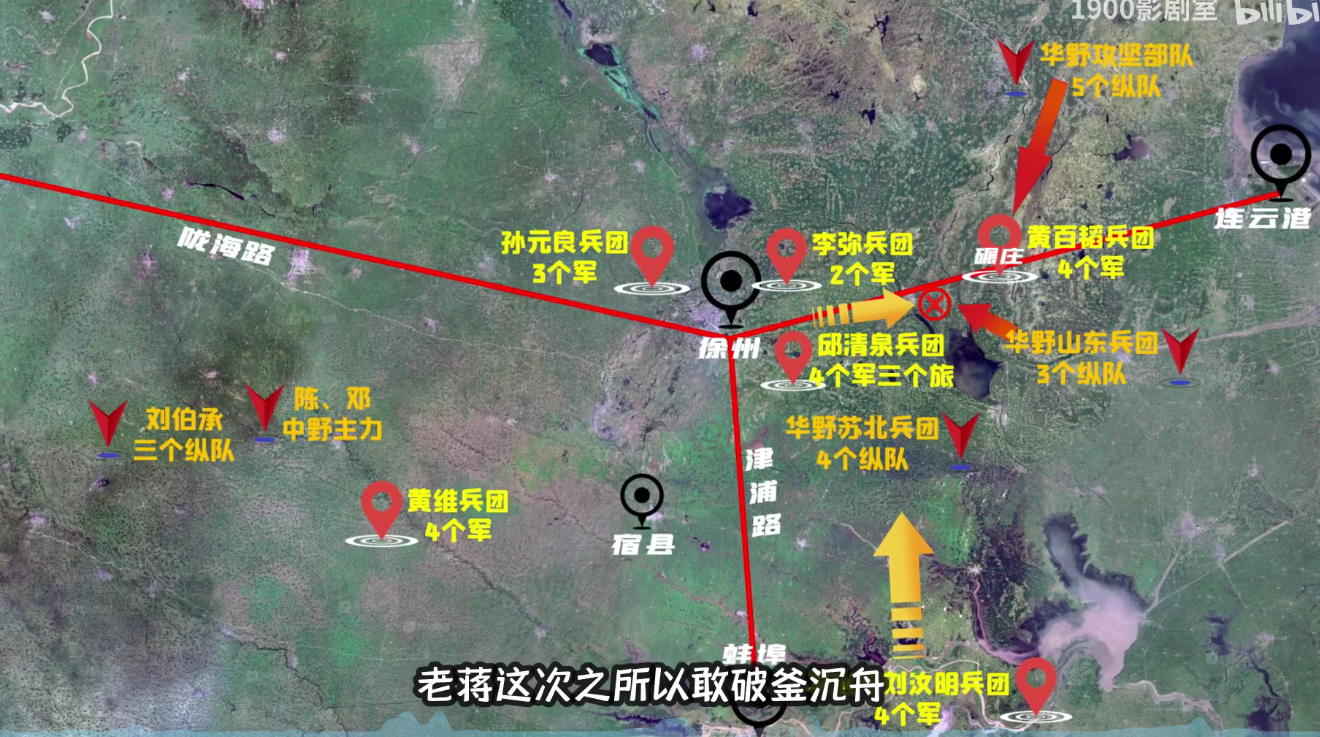 1900影剧室 bilibi
华野攻坚部队
5个纵队
连云港
陇海路
孙元良兵团
3个军
李弥兵团
2个军
碾庄
黄百韬兵团
4个军
徐州
邱清泉兵团
4个军三个旅
华野山东兵团
3个纵队
刘伯承
三个纵队
陈、邓
中野主力
华野苏北兵团
4个纵队
津浦路
黄维兵团
4个军
宿县
蚌埠
刘汝明兵团
4个军
老蒋这次之所以敢破釜沉舟